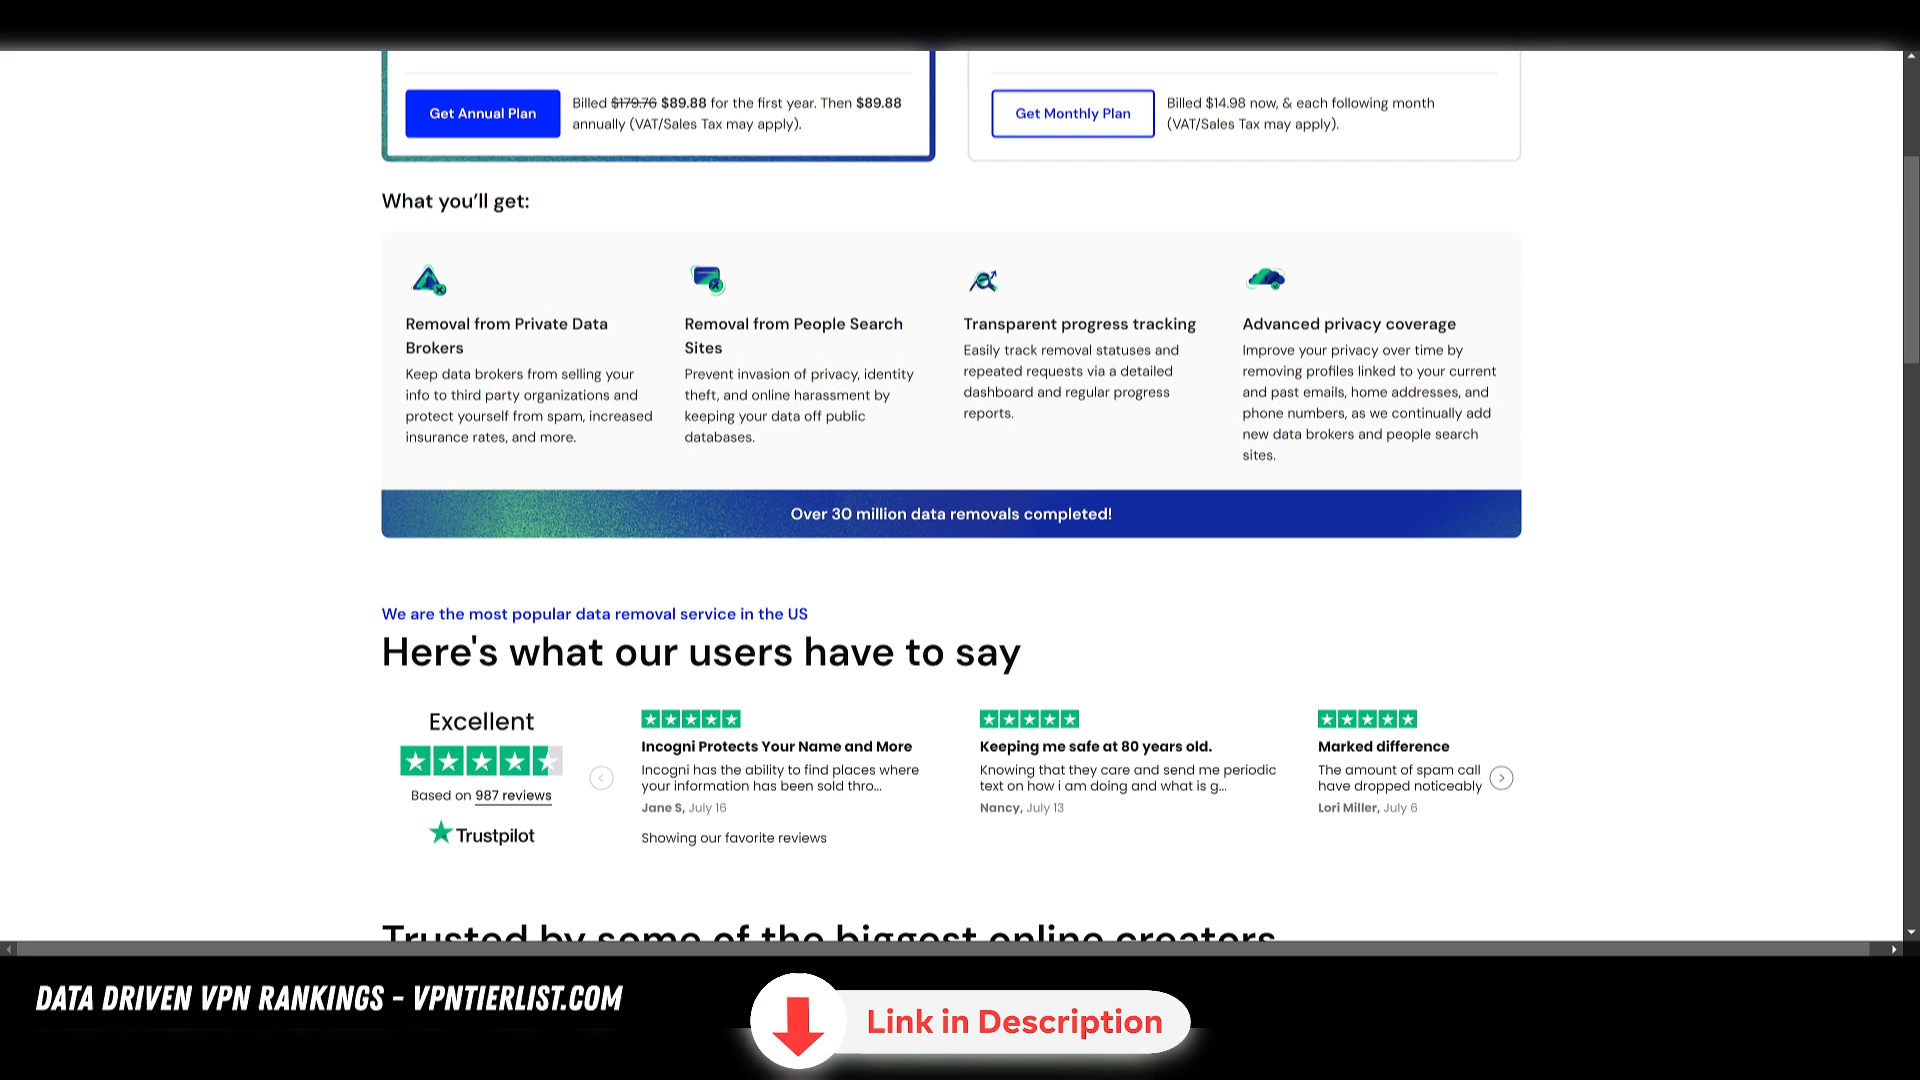 Get Annual Plan
Billed $179.76 $89.88 for the first year. Then $89.88
annually (VAT/Sales Tax may apply).
Get Monthly Plan
Billed $14.98 now, & each following month
(VAT/Sales Tax may apply).
What you’ll get:
Removal from Private Data
Brokers
Keep data brokers from selling your
info to third party organizations and
protect yourself from spam, increased
insurance rates, and more.
Removal from People Search
Sites
Prevent invasion of privacy, identity
theft, and online harassment by
keeping your data off public
databases.
Transparent progress tracking
Easily track removal statuses and
repeated requests via a detailed
dashboard and regular progress
reports.
Advanced privacy coverage
Improve your privacy over time by
removing profiles linked to your current
and past emails, home addresses, and
phone numbers, as we continually add
new data brokers and people search
sites.
Over 30 million data removals completed!
We are the most popular data removal service in the US
Here's what our users have to say
Excellent
Based on 987 reviews
Trustpilot
Incogni Protects Your Name and More
Incogni has the ability to find places where
your information has been sold thro...
Jane S, July 16
Showing our favorite reviews
Keeping me safe at 80 years old.
Knowing that they care and send me periodic
text on how i am doing and what is g...
Nancy, July 13
Marked difference
The amount of spam call
have dropped noticeably
Lori Miller, July 6
Trusted by some of the biggest online creators
DATA DRIVEN VPN RANKINGS - VPNTIERLIST.COM
Link in Description